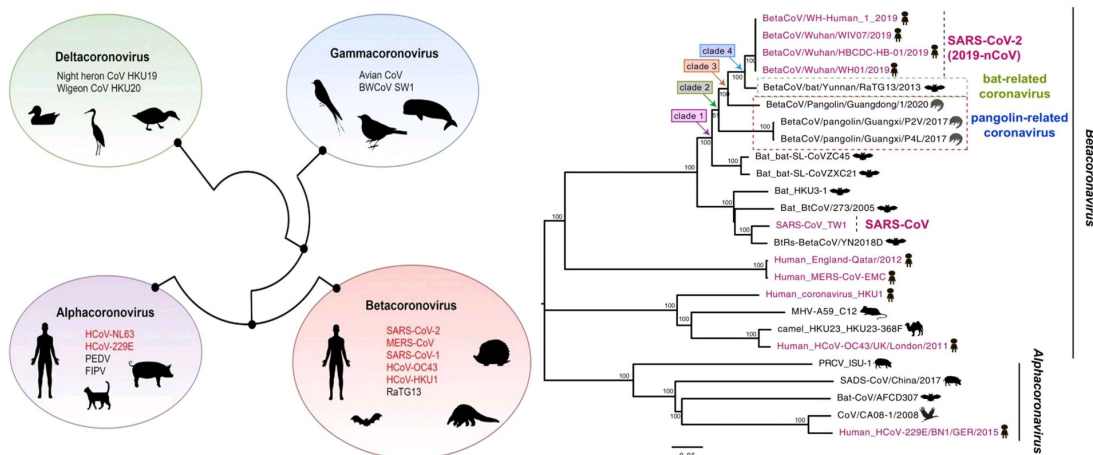 Deltacoronovirus
Night heron CoV HKU19
Wigeon CoV HKU20
Gammacoronovirus
Avian CoV
BWCoV SW1
Alphacoronovirus
HCoV-NL63
HCoV-229E
PEDV
FIPV
Betacoronovirus
SARS-CoV-2
MERS-CoV
SARS-CoV-1
HCoV-OC43
HCoV-HKU1
RaTG13
BetaCoV/WH-Human_1_2019
BetaCoV/Wuhan/WIV07/2019
BetaCoV/Wuhan/HBCDC-HB-01/2019
BetaCoV/Wuhan/WH01/2019
SARS-CoV-2
(2019-nCoV)
BetaCoV/bat/Yunnan/RaTG13/2013
bat-related
coronavirus
BetaCoV/Pangolin/Guangdong/1/2020
BetaCoV/pangolin/Guangxi/P2V/2017
BetaCoV/pangolin/Guangxi/P4L/2017
pangolin-related
coronavirus
clade 4
clade 3
clade 2
clade 1
Bat_bat-SL-CoVZC45
Bat_bat-SL-CoVZXC21
Bat_HKU3-1
Bat_BtCoV/273/2005
SARS-CoV_TW1
SARS-CoV
BtRs-BetaCoV/YN2018D
Human_England-Qatar/2012
Human_MERS-CoV-EMC
Human_coronavirus_HKU1
MHV-A59_C12
camel_HKU23_HKU23-368F
Human_HCoV-OC43/UK/London/2011
PRCV_ISU-1
SADS-CoV/China/2017
Bat-CoV/AFCD307
CoV/CA08-1/2008
Human_HCoV-229E/BN1/GER/2015
Betacoronavirus
Alphacoronavirus
100
100
100
51
100
100
100
100
100
100
100
100
100
100
100
100
100
100